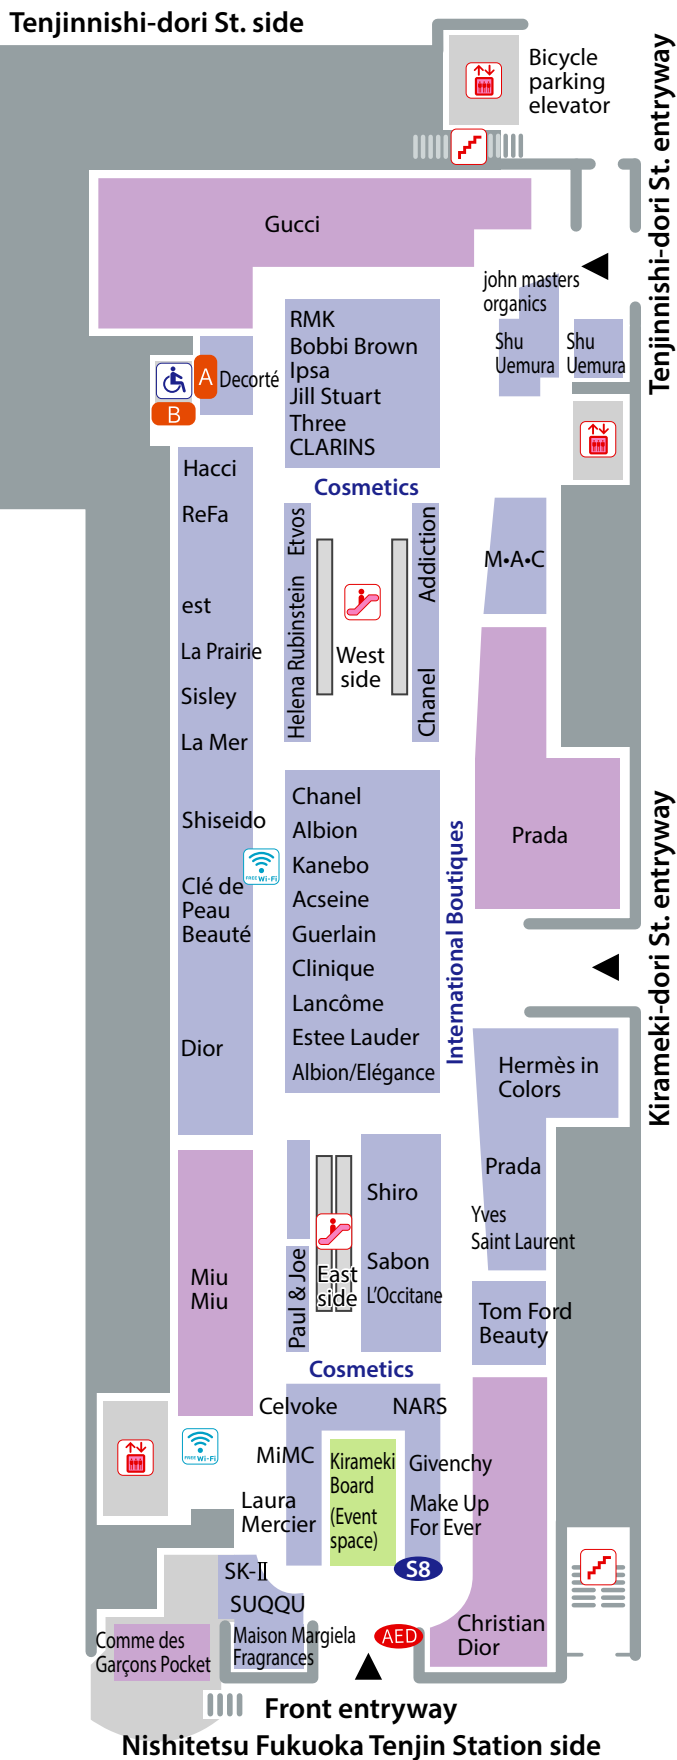 Tenjinnishi-dori St. side
Bicycle
parking
elevator
Tenjinnishi-dori St. entryway
Gucci
john masters
organics
Shu
Uemura
Shu
Uemura
RMK
Bobbi Brown
Ipsa
Jill Stuart
Three
CLARINS
A
Decorté
B
Cosmetics
Hacci
ReFa
est
La Prairie
Sisley
La Mer
Shiseido
FREE Wi-Fi
Clé de
Peau
Beauté
Dior
Etvos
Helena Rubinstein
West
side
Addiction
Chanel
M•A•C
Prada
Chanel
Albion
Kanebo
Acseine
Guerlain
Clinique
Lancôme
Estee Lauder
Albion/Elégance
International Boutiques
Kirameki-dori St. entryway
Hermès in
Colors
Prada
Yves
Saint Laurent
Tom Ford
Beauty
Miu
Miu
Paul & Joe
East
side
Shiro
Sabon
L'Occitane
Cosmetics
Celvoke
NARS
MiMC
Givenchy
Laura
Mercier
Make Up
For Ever
Kirameki
Board
(Event
space)
FREE Wi-Fi
S8
SK-Ⅱ
SUQQU
Maison Margiela
Fragrances
Comme des
Garçons Pocket
AED
Christian
Dior
Front entryway
Nishitetsu Fukuoka Tenjin Station side